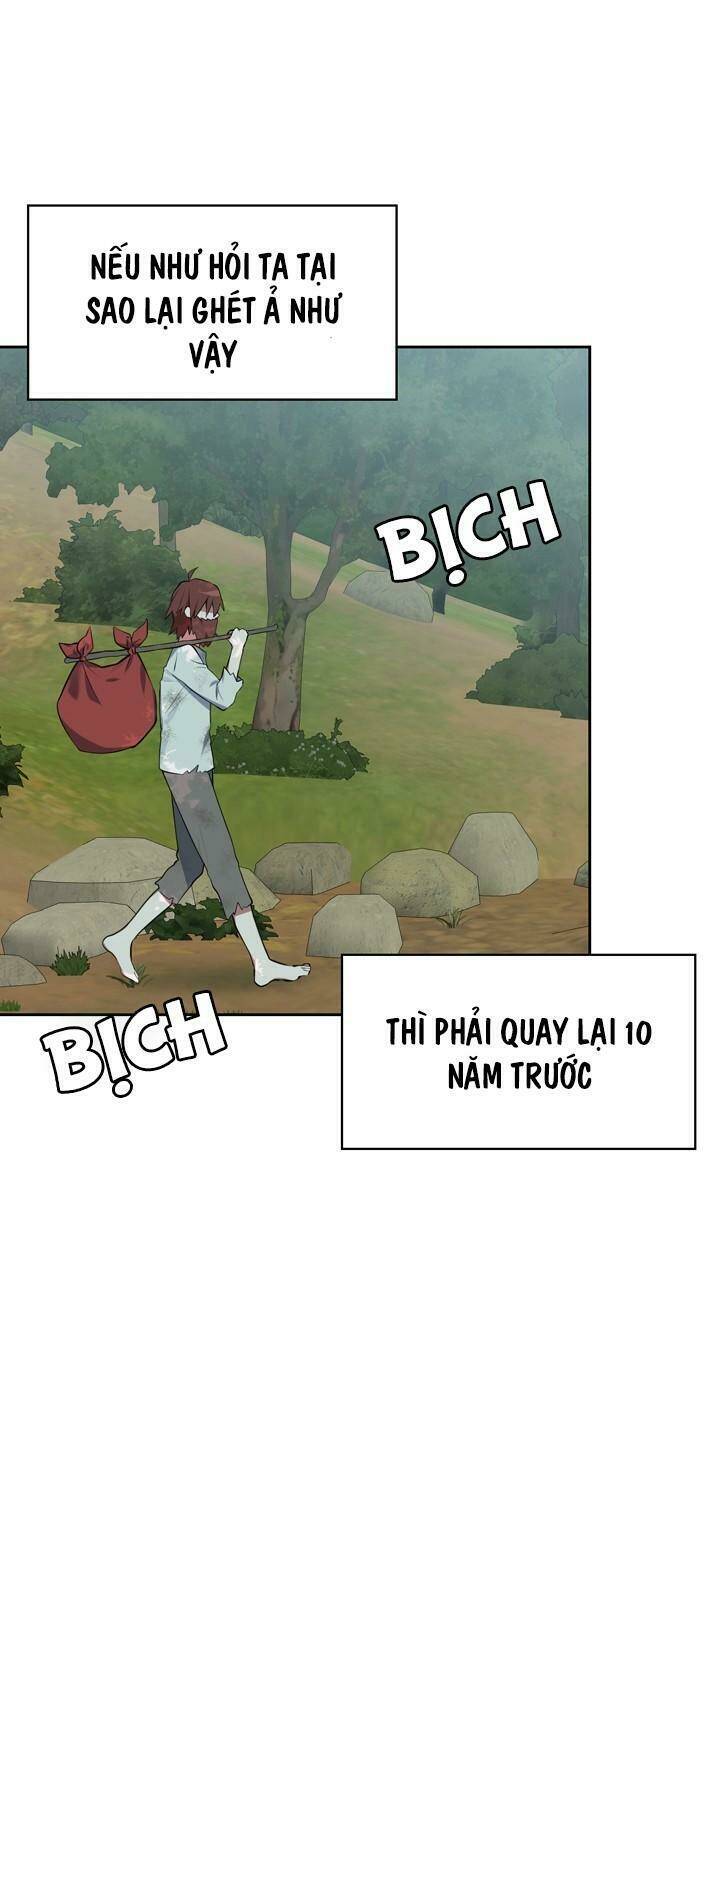 NẾU NHƯ HỎI TA TẠI
SAO LẠI GHÉT Ả NHƯ
VẬY
BỊCH
BỊCH
THÌ PHẢI QUAY LẠI 10
NĂM TRƯỚC